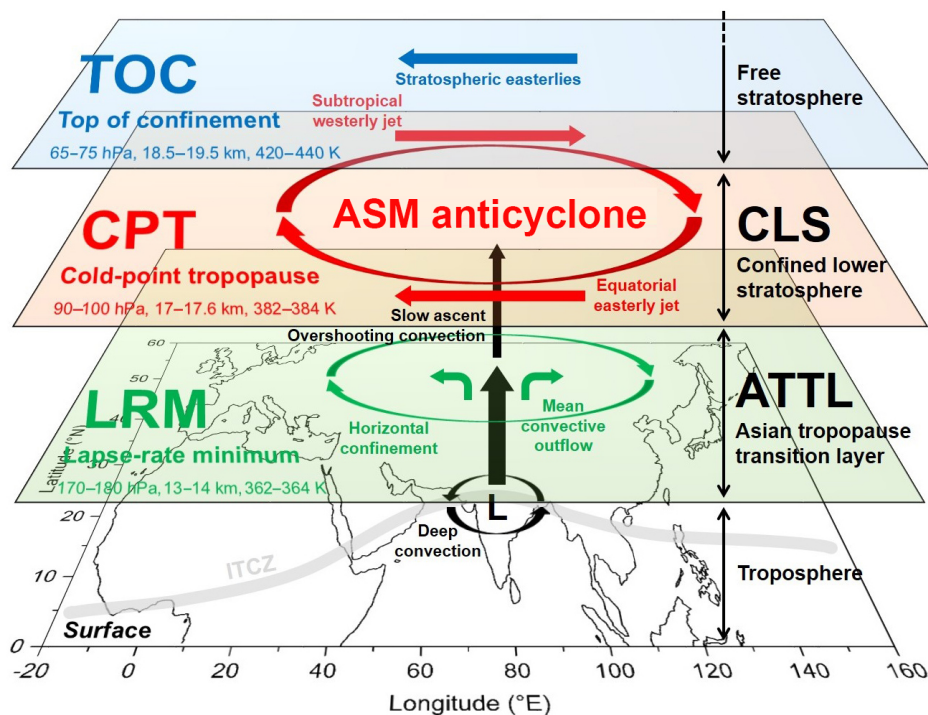 TOC
Top of confinement
65–75 hPa, 18.5–19.5 km, 420–440 K
Stratospheric easterlies
Subtropical
westerly jet
Free
stratosphere
CPT
Cold-point tropopause
90–100 hPa, 17–17.6 km, 382–384 K
ASM anticyclone
Equatorial
easterly jet
CLS
Confined lower
stratosphere
Slow ascent
Overshooting convection
LRM
Lapse-rate minimum
170–180 hPa, 13–14 km, 362–364 K
Horizontal
confinement
Mean
convective
outflow
ATTL
Asian tropopause
transition layer
L
Deep
convection
ITCZ
Troposphere
Surface
Latitude (°N)
60
50
40
30
20
10
0
-20
0
20
40
60
80
100
120
140
160
Longitude (°E)